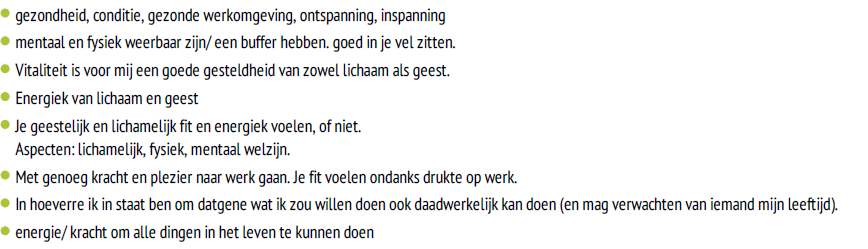 gezondheid, conditie, gezonde werkomgeving, ontspanning, inspanning
mentaal en fysiek weerbaar zijn/ een buffer hebben. goed in je vel zitten.
Vitaliteit is voor mij een goede gesteldheid van zowel lichaam als geest.
Energiek van lichaam en geest
Je geestelijk en lichamelijk fit en energiek voelen, of niet.
Aspecten: lichamelijk, fysiek, mentaal welzijn.
Met genoeg kracht en plezier naar werk gaan. Je fit voelen ondanks drukte op werk.
In hoeverre ik in staat ben om datgene wat ik zou willen doen ook daadwerkelijk kan doen (en mag verwachten van iemand mijn leeftijd).
energie/ kracht om alle dingen in het leven te kunnen doen